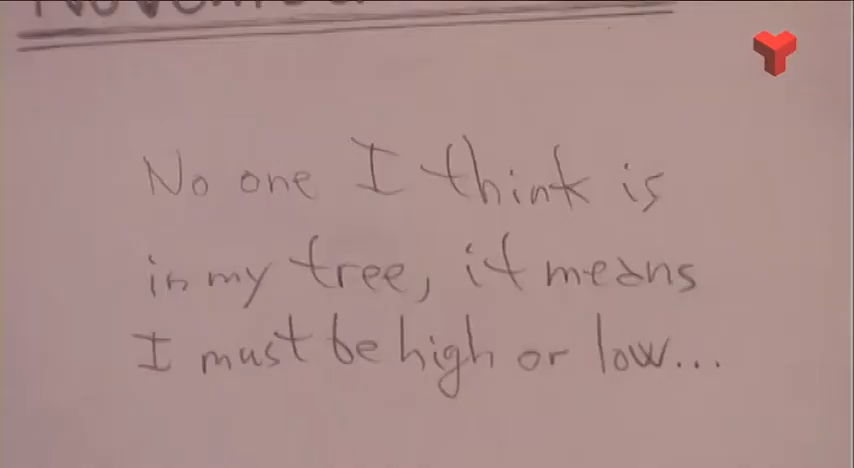 No one I think is
in my tree, it means
I must be high or low...